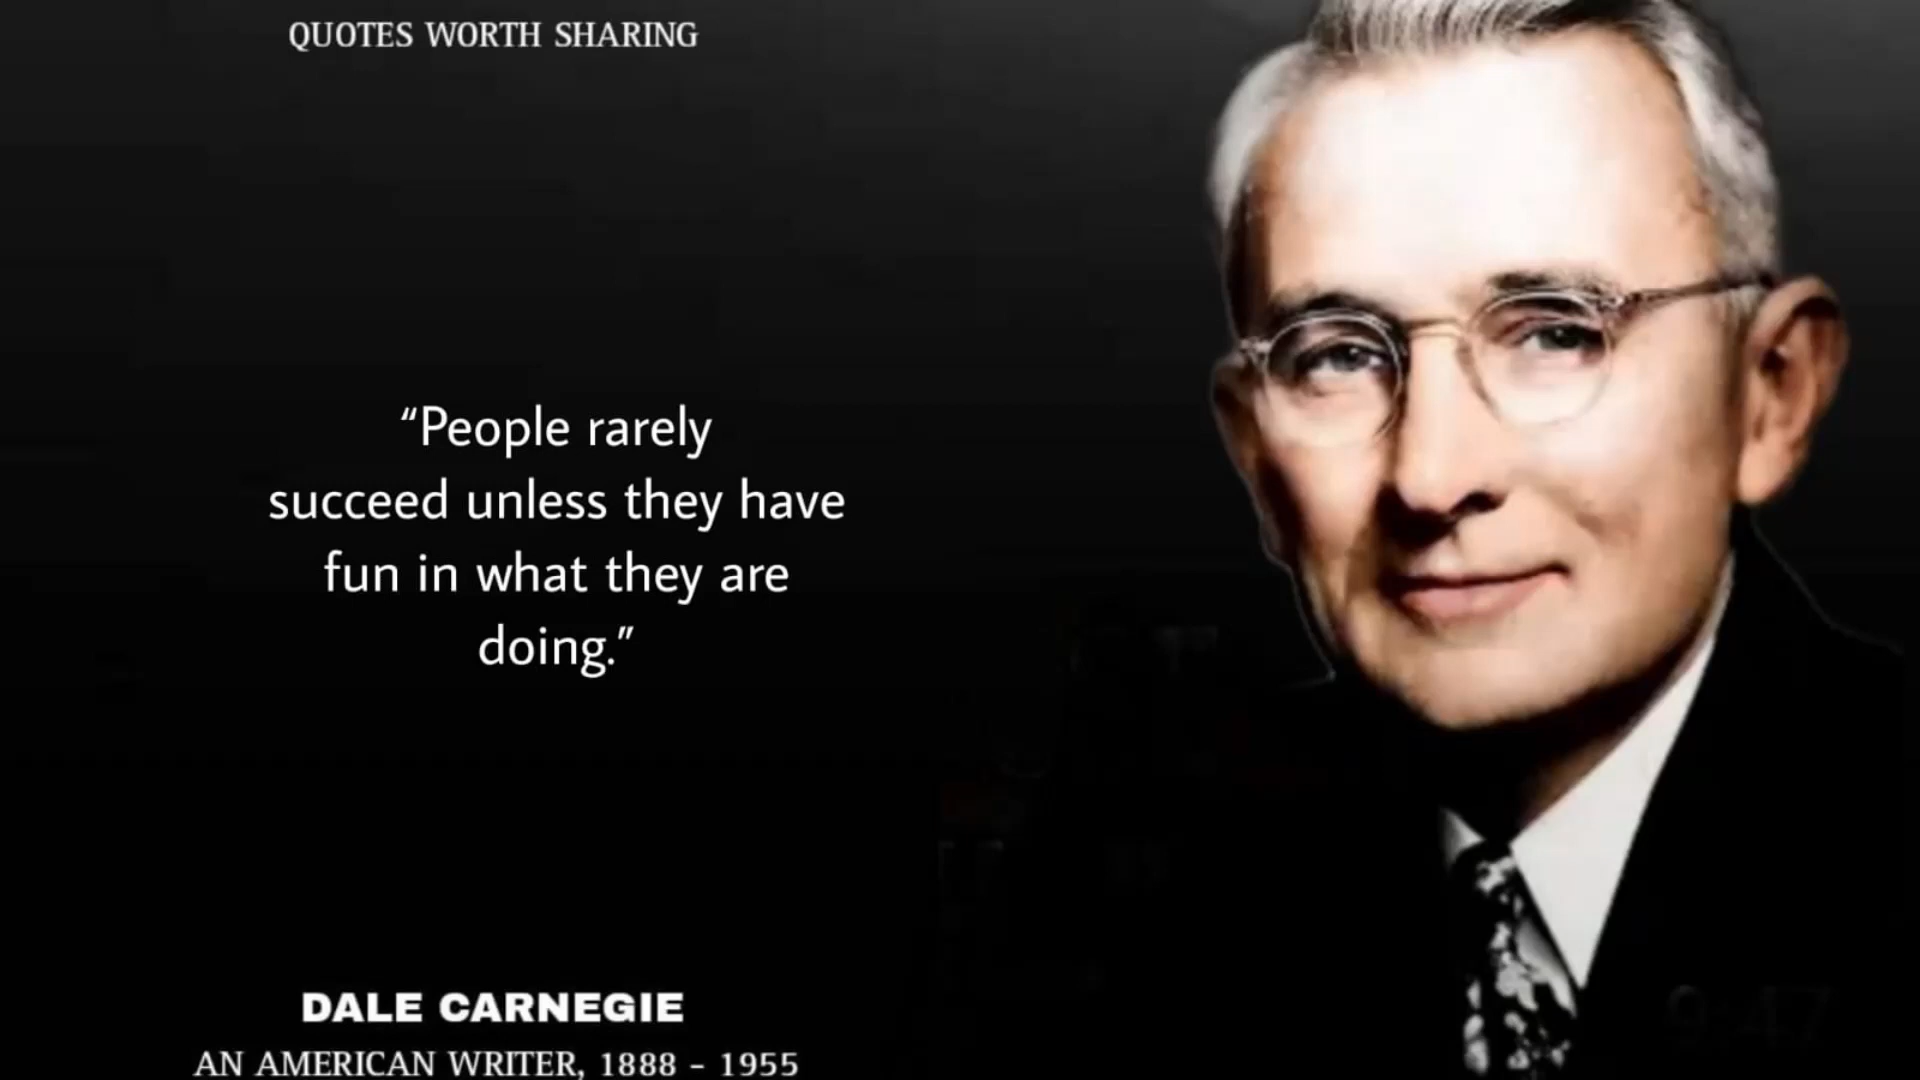 QUOTES WORTH SHARING
“People rarely
succeed unless they have
fun in what they are
doing.”
DALE CARNEGIE
AN AMERICAN WRITER, 1888 – 1955